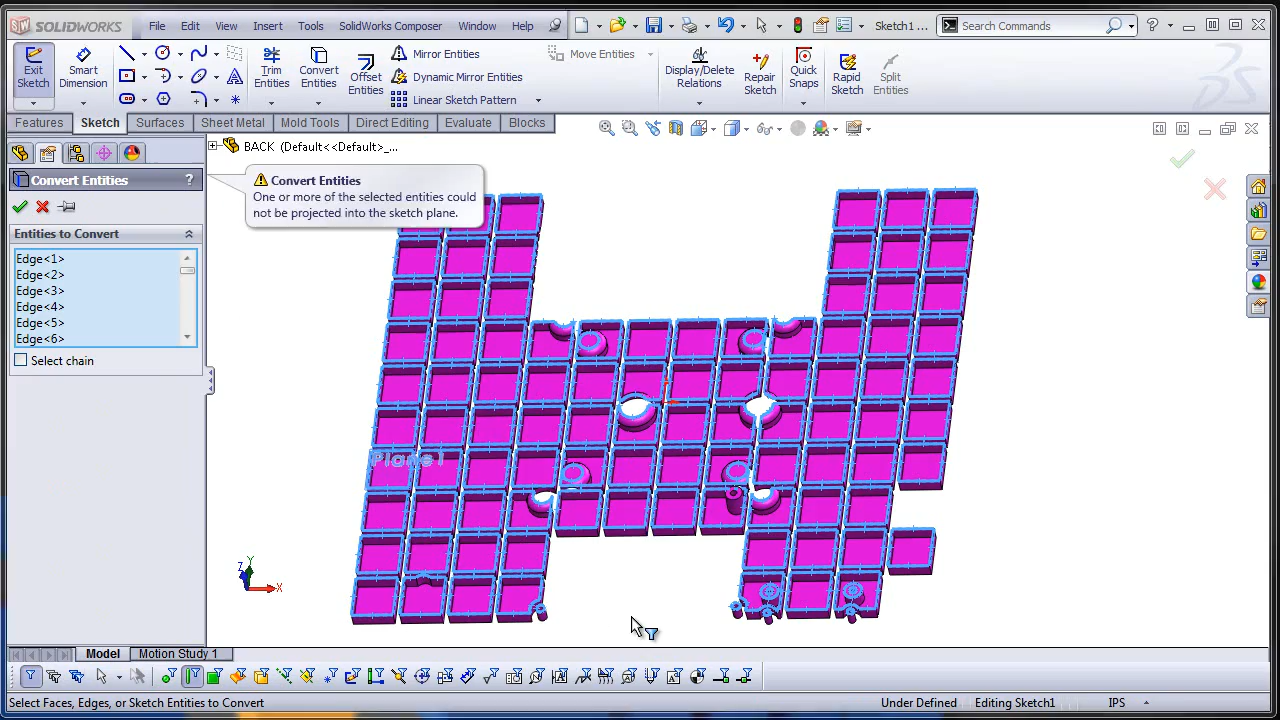 SOLIDWORKS File Edit View Insert Tools SolidWorks Composer Window Help Sketch1 ... Search Commands
Exit Sketch
Smart Dimension
Trim Entities
Convert Entities
Offset Entities
Mirror Entities
Dynamic Mirror Entities
Linear Sketch Pattern
Move Entities
Display/Delete Relations
Repair Sketch
Quick Snaps
Rapid Sketch
Split Entities
Features Sketch Surfaces Sheet Metal Mold Tools Direct Editing Evaluate Blocks
BACK (Default<<Default>_...
Convert Entities ?
Convert Entities
One or more of the selected entities could
not be projected into the sketch plane.
Entities to Convert
Edge<1>
Edge<2>
Edge<3>
Edge<4>
Edge<5>
Edge<6>
Select chain
Plane1
Y
Z
X
Model Motion Study 1
Select Faces, Edges, or Sketch Entities to Convert Under Defined Editing Sketch1 IPS